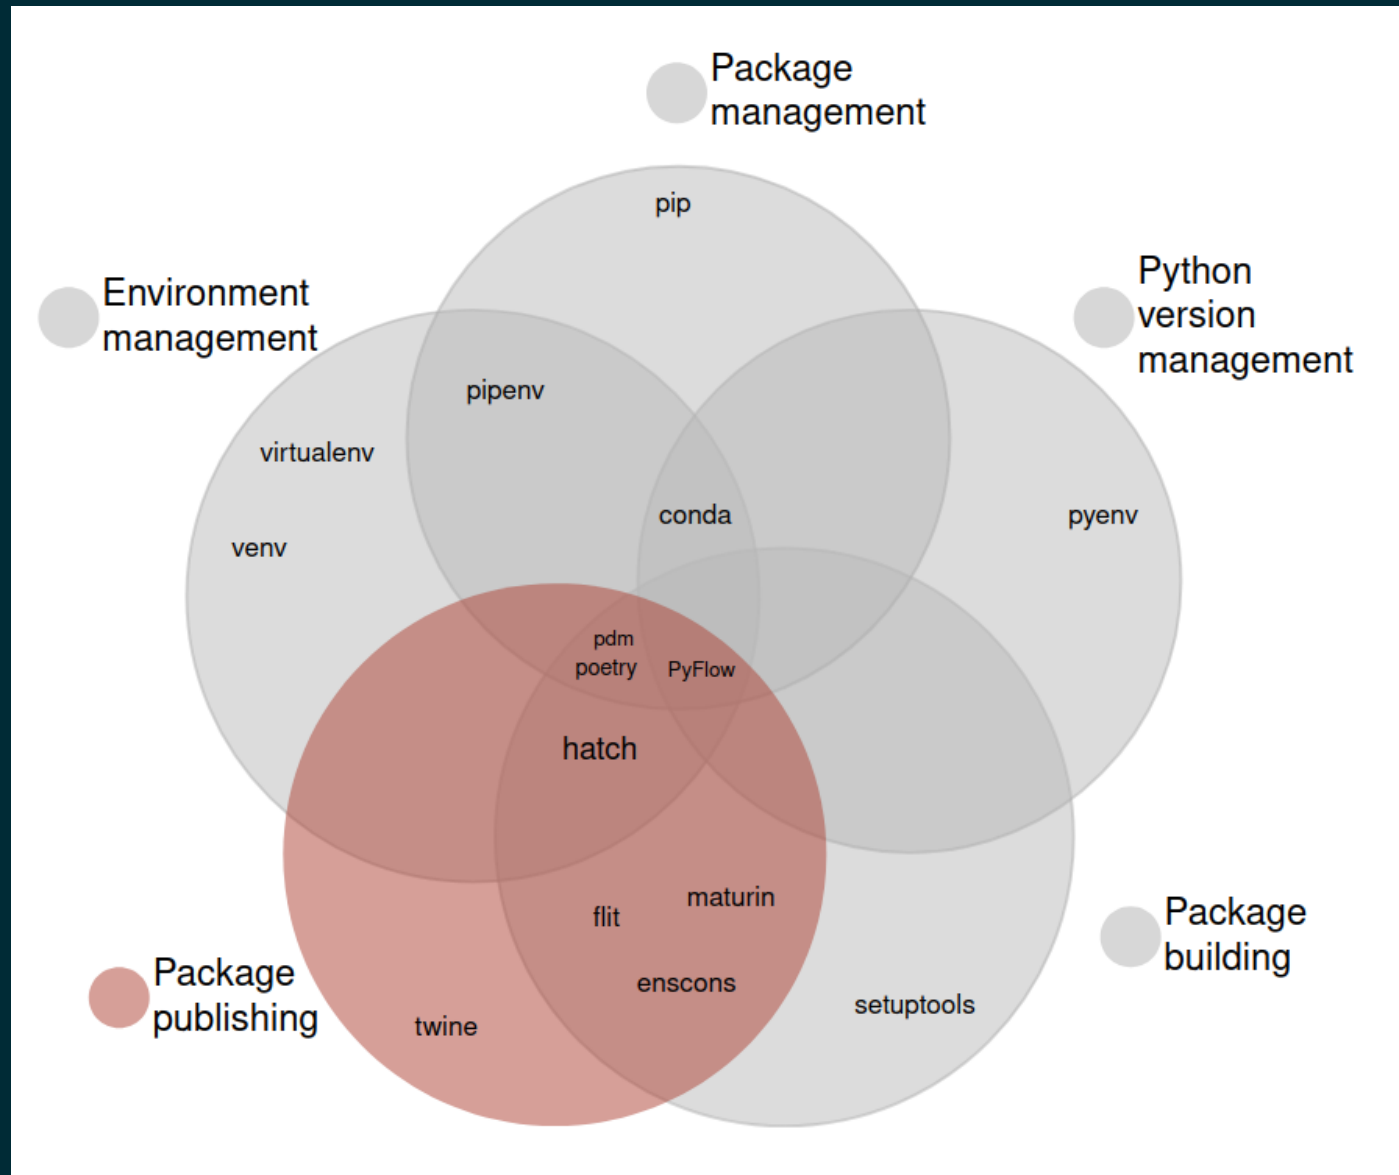 Package
management
pip
Python
version
management
Environment
management
pipenv
virtualenv
conda
pyenv
venv
pdm
poetry
PyFlow
hatch
maturin
flit
enscons
setuptools
twine
Package
building
Package
publishing